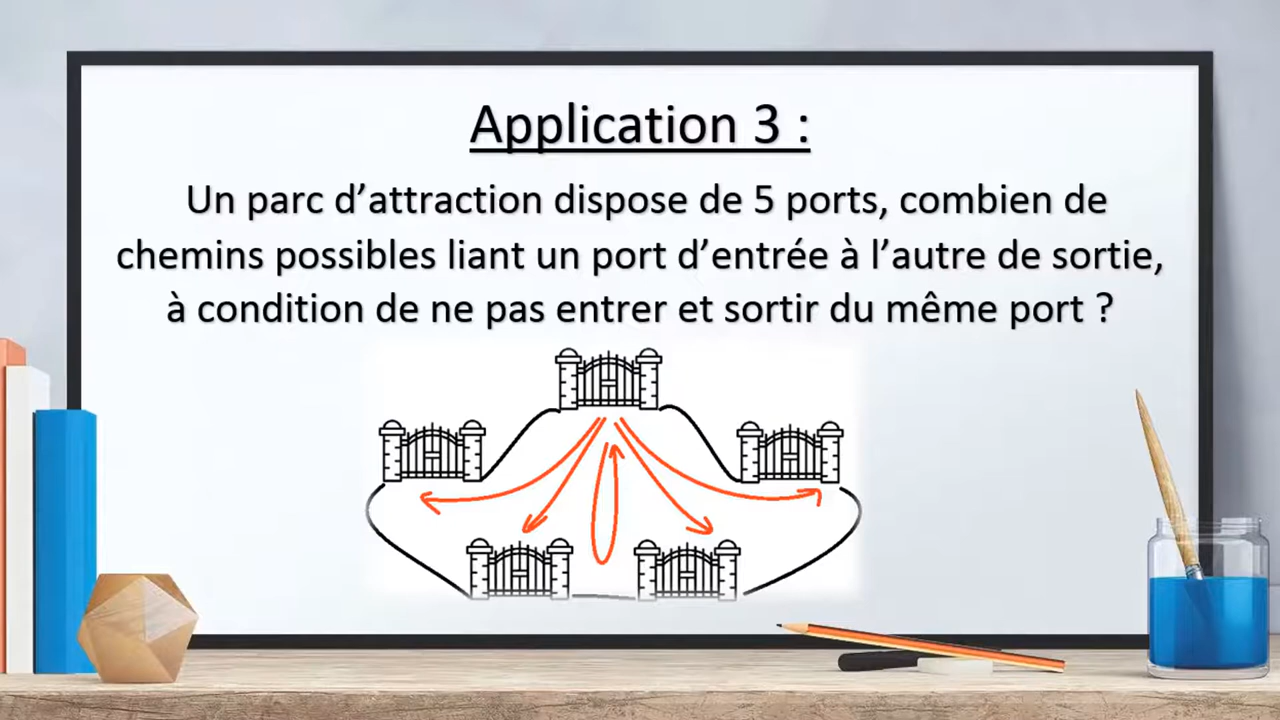 Application 3 :
Un parc d’attraction dispose de 5 ports, combien de
chemins possibles liant un port d’entrée à l’autre de sortie,
à condition de ne pas entrer et sortir du même port ?